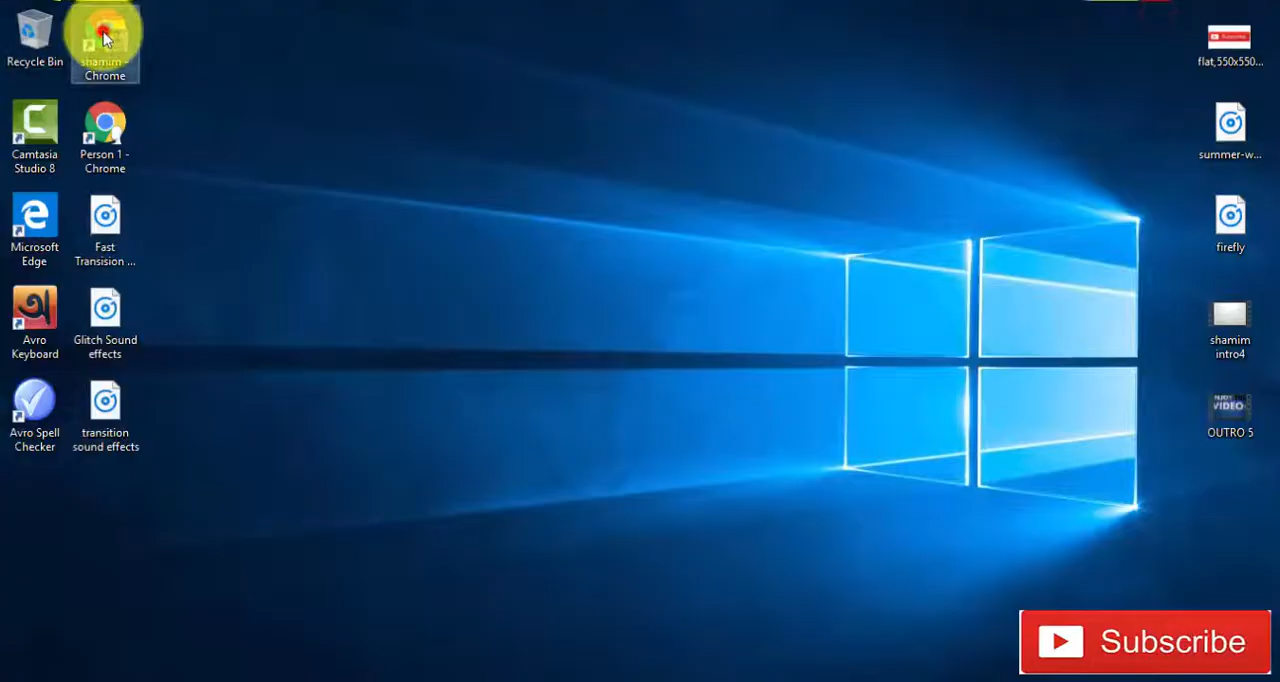 Recycle Bin
shamim -
Chrome
Camtasia
Studio 8
Person 1 -
Chrome
Microsoft
Edge
Fast
Transision ...
Avro
Keyboard
Glitch Sound
effects
Avro Spell
Checker
transition
sound effects
flat,550x550...
Subscribe
summer-w...
firefly
shamim
intro4
VIDEO
OUTRO 5
Subscribe